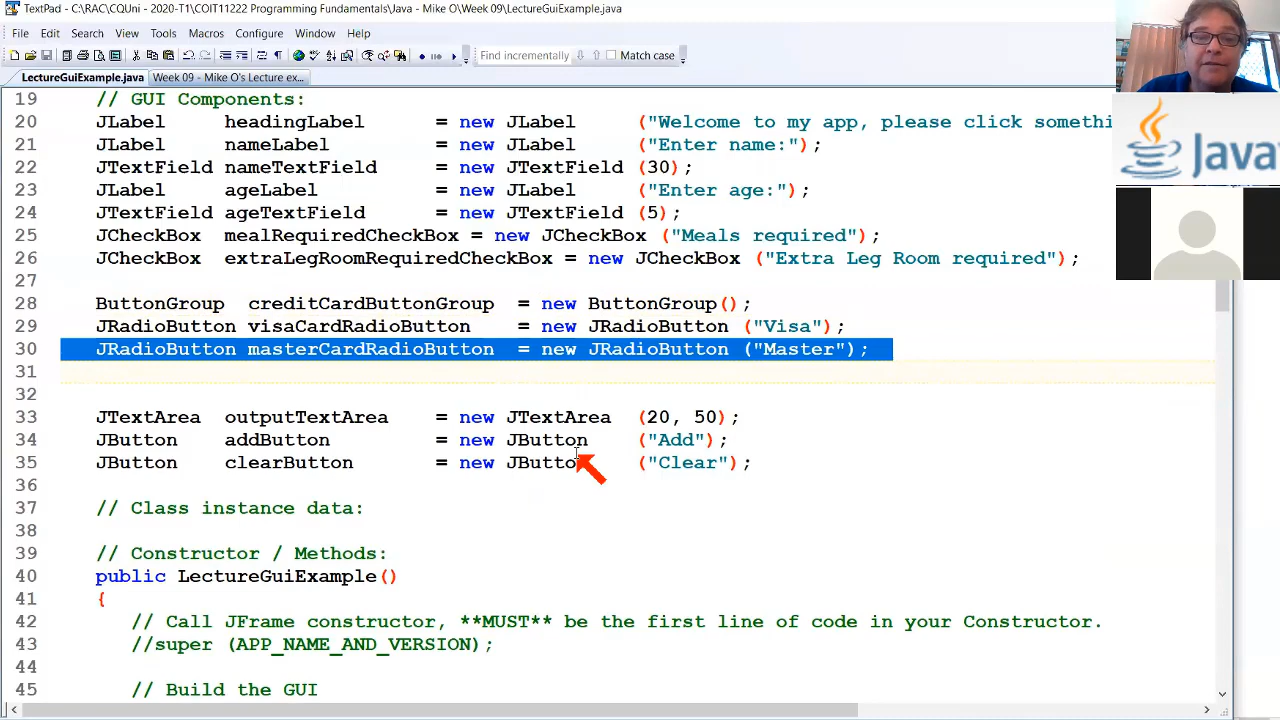 TextPad - C:\RAC\CQUni - 2020-T1\COIT11222 Programming Fundamentals\Java - Mike O\Week 09\LectureGuiExample.java
File Edit Search View Tools Macros Configure Window Help
Find incrementally Match case
LectureGuiExample.java Week 09 - Mike O's Lecture ex...
19 // GUI Components:
20 JLabel headingLabel = new JLabel ("Welcome to my app, please click somethi
21 JLabel nameLabel = new JLabel ("Enter name:");
22 JTextField nameTextField = new JTextField (30);
23 JLabel ageLabel = new JLabel ("Enter age:");
24 JTextField ageTextField = new JTextField (5);
25 JCheckBox mealRequiredCheckBox = new JCheckBox ("Meals required");
26 JCheckBox extraLegRoomRequiredCheckBox = new JCheckBox ("Extra Leg Room required");
27
28 ButtonGroup creditCardButtonGroup = new ButtonGroup();
29 JRadioButton visaCardRadioButton = new JRadioButton ("Visa");
30 JRadioButton masterCardRadioButton = new JRadioButton ("Master");
31
32
33 JTextArea outputTextArea = new JTextArea (20, 50);
34 JButton addButton = new JButton ("Add");
35 JButton clearButton = new JButto ("Clear");
36
37 // Class instance data:
38
39 // Constructor / Methods:
40 public LectureGuiExample()
41 {
42 // Call JFrame constructor, **MUST** be the first line of code in your Constructor.
43 //super (APP_NAME_AND_VERSION);
44
45 // Build the GUI
Java